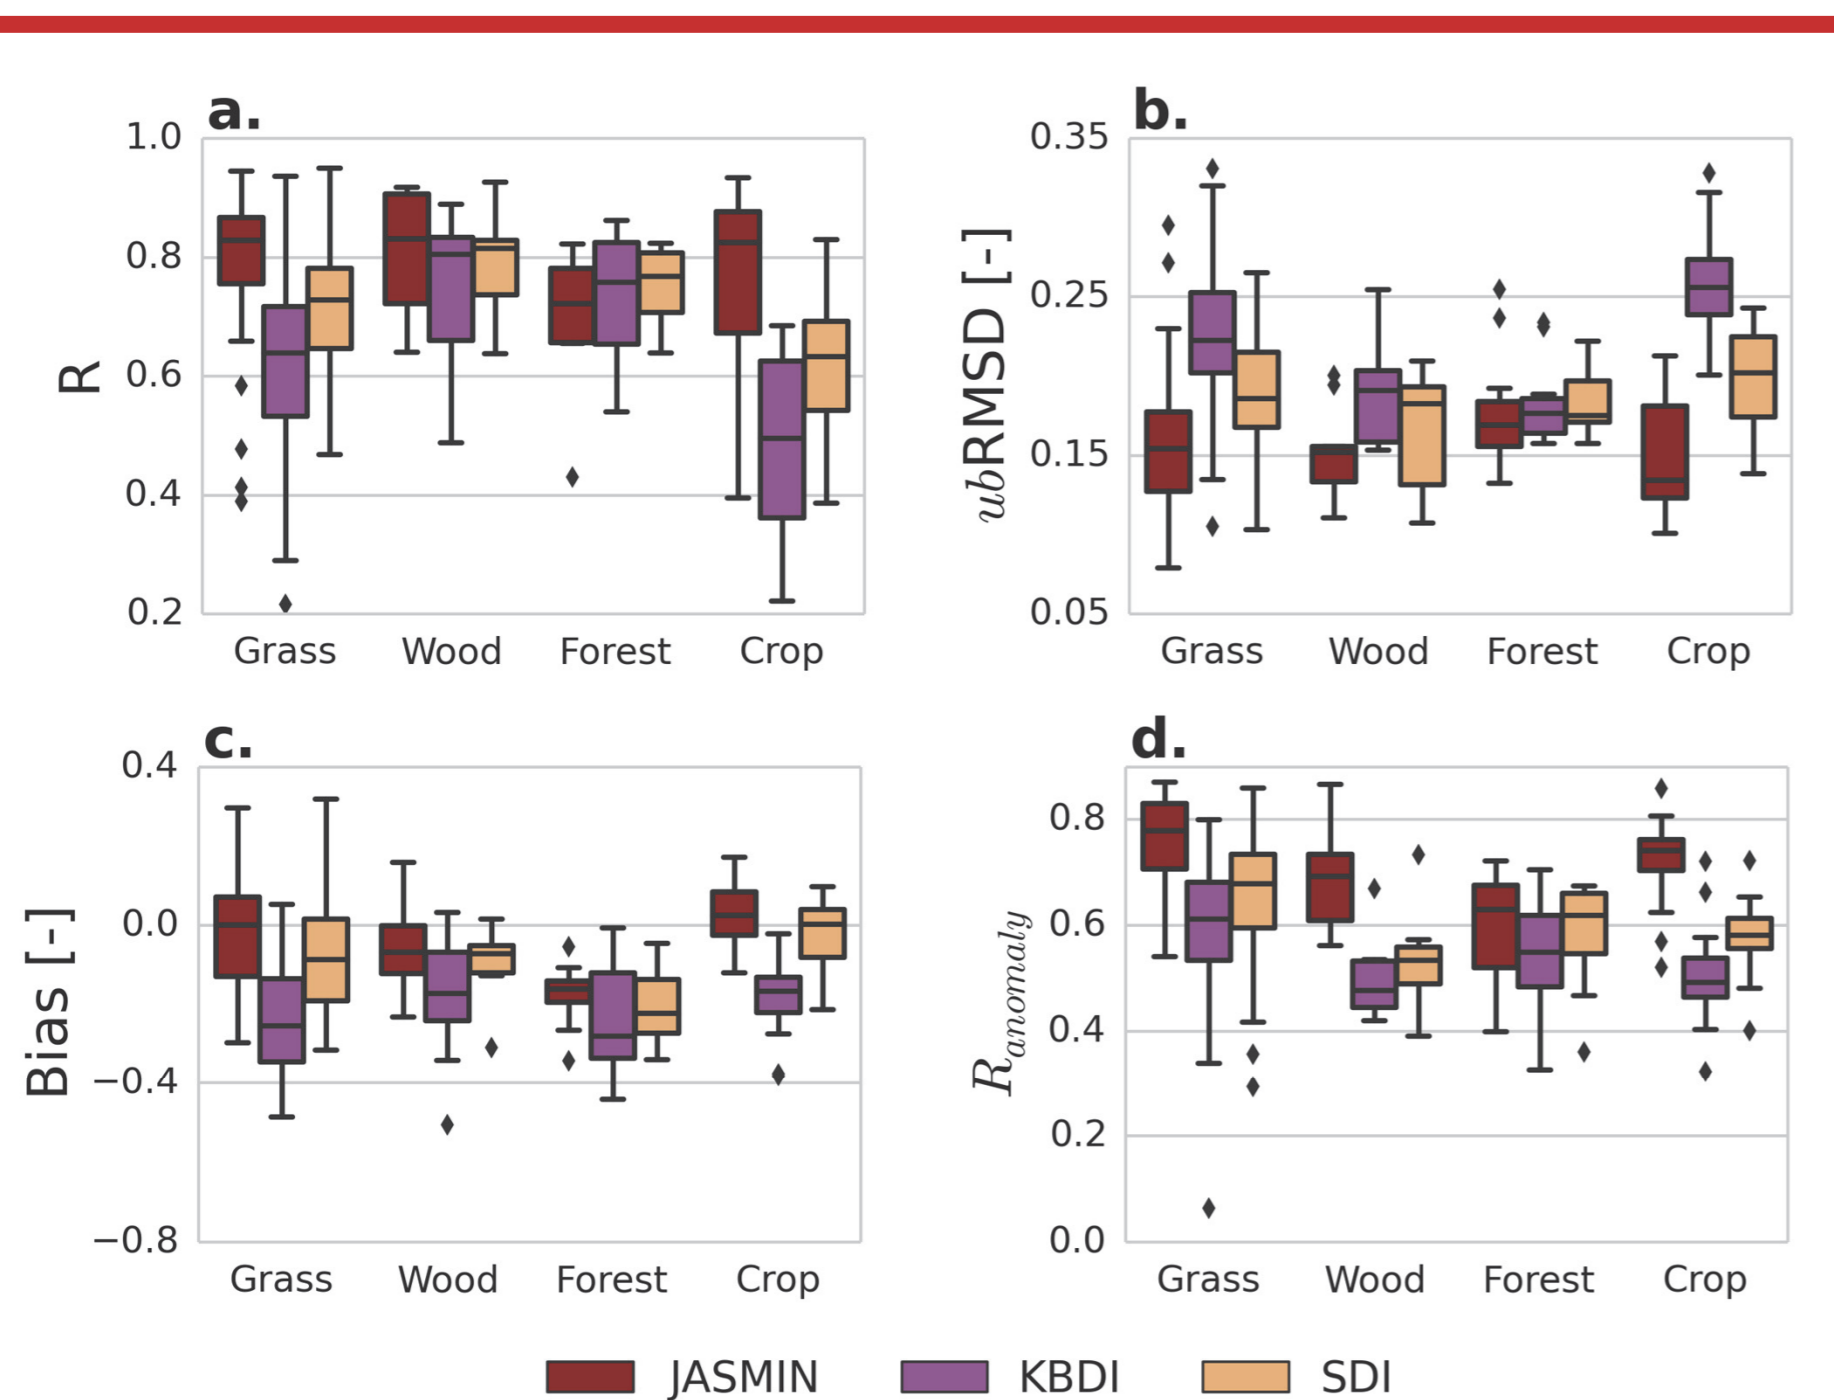 a.
1.0
0.8
0.6
0.4
0.2
R
Grass Wood Forest Crop
b.
0.35
0.25
0.15
0.05
ubRMSD [-]
Grass Wood Forest Crop
c.
0.4
0.0
−0.4
−0.8
Bias [-]
Grass Wood Forest Crop
d.
0.8
0.6
0.4
0.2
0.0
R_anomaly
Grass Wood Forest Crop
JASMIN KBDI SDI